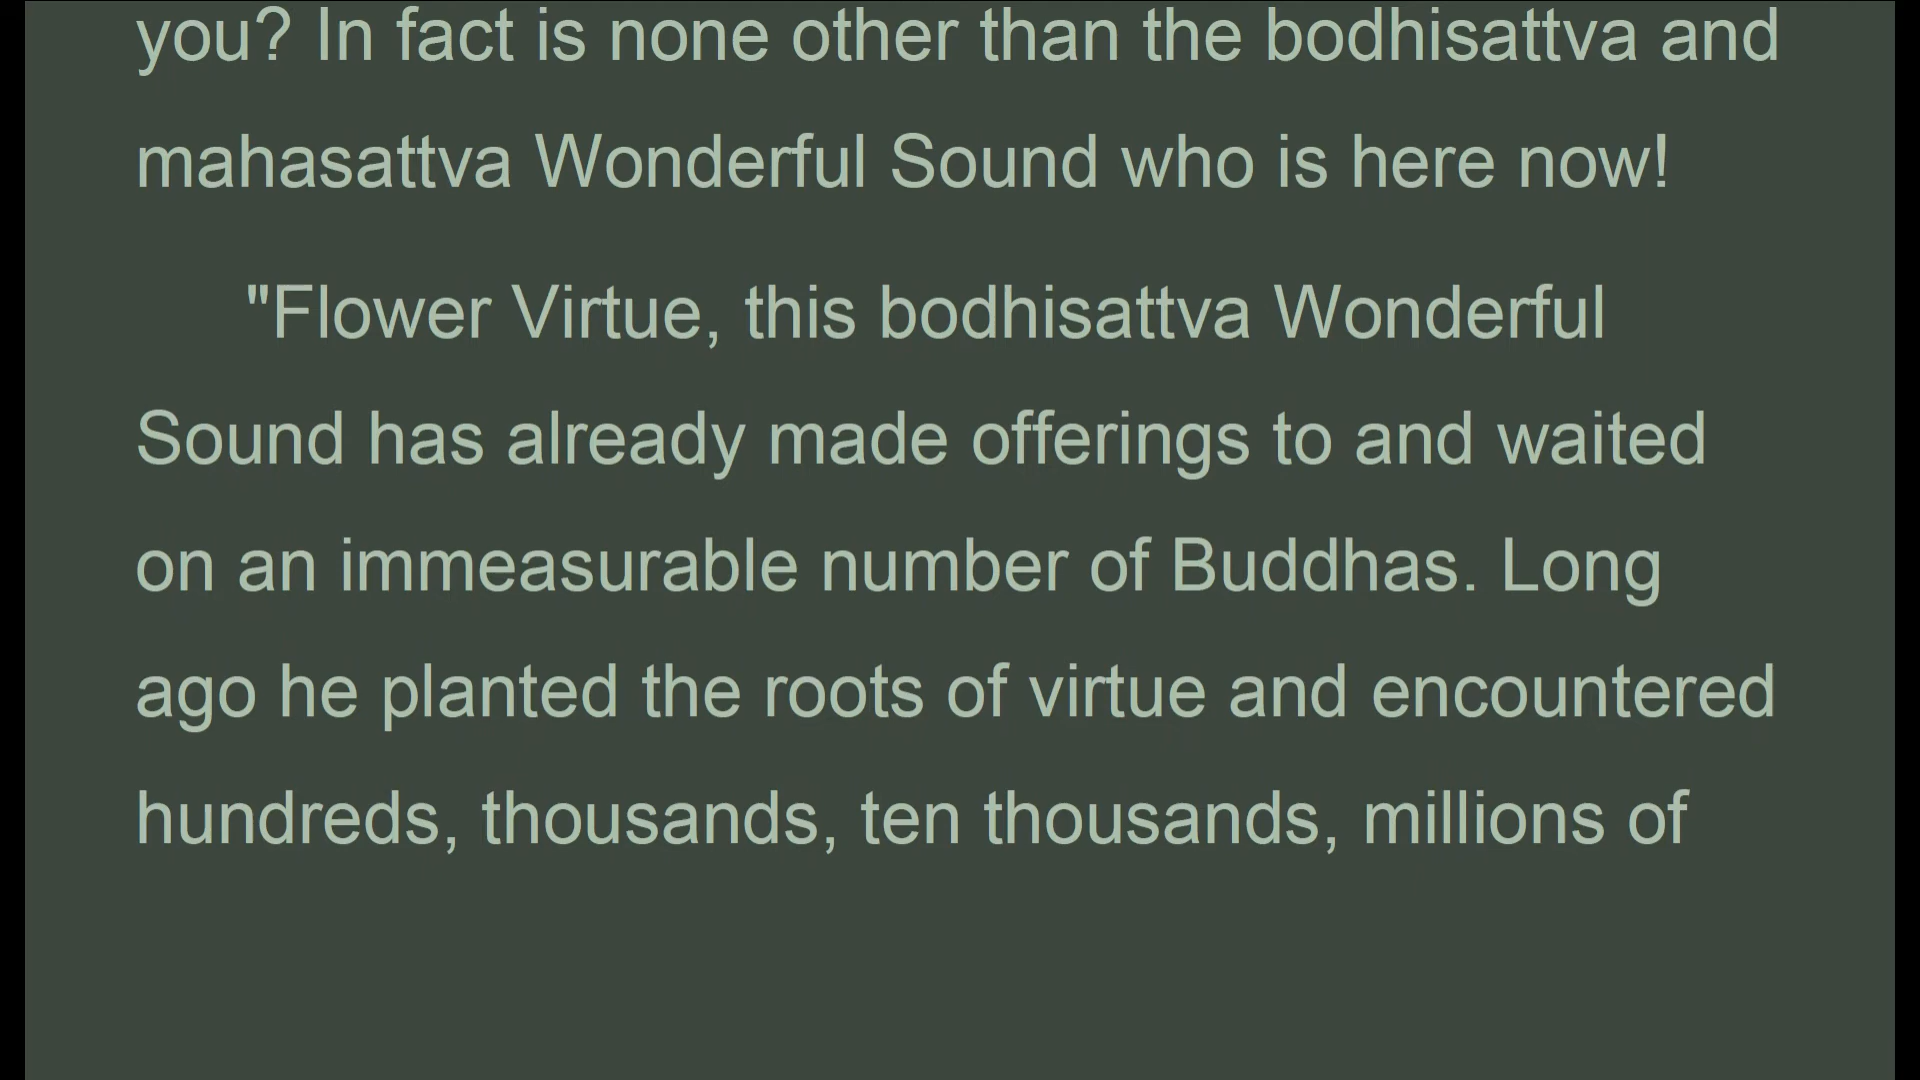 you? In fact is none other than the bodhisattva and
mahasattva Wonderful Sound who is here now!
"Flower Virtue, this bodhisattva Wonderful
Sound has already made offerings to and waited
on an immeasurable number of Buddhas. Long
ago he planted the roots of virtue and encountered
hundreds, thousands, ten thousands, millions of